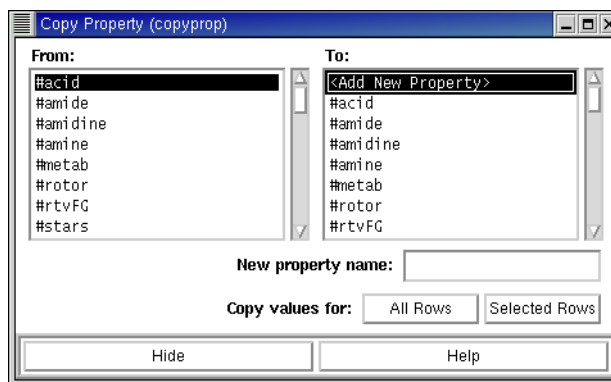 Copy Property (copyprop)
From:
#acid
#amide
#amidine
#amine
#metab
#rotor
#rtvFG
#stars
To:
<Add New Property>
#acid
#amide
#amidine
#amine
#metab
#rotor
#rtvFG
New property name:
Copy values for: All Rows Selected Rows
Hide Help